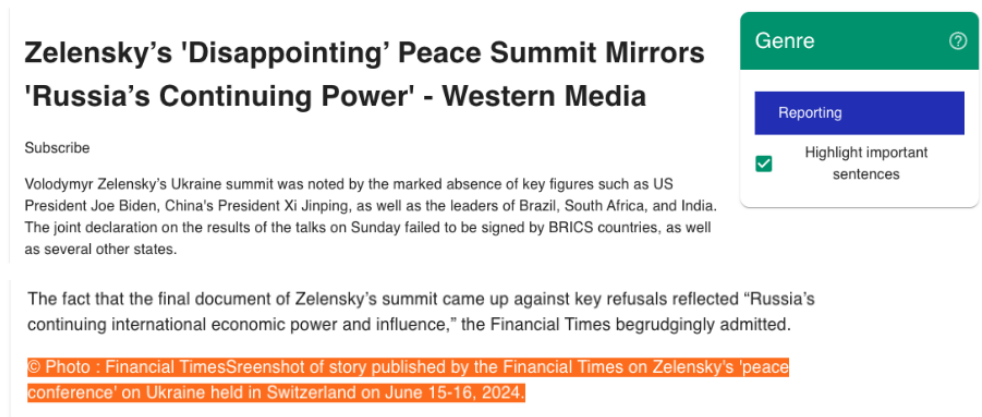 Zelensky’s 'Disappointing’ Peace Summit Mirrors
'Russia’s Continuing Power' - Western Media
Subscribe
Volodymyr Zelensky’s Ukraine summit was noted by the marked absence of key figures such as US
President Joe Biden, China's President Xi Jinping, as well as the leaders of Brazil, South Africa, and India.
The joint declaration on the results of the talks on Sunday failed to be signed by BRICS countries, as well
as several other states.
The fact that the final document of Zelensky’s summit came up against key refusals reflected “Russia’s
continuing international economic power and influence,” the Financial Times begrudgingly admitted.
© Photo : Financial TimesSreenshot of story published by the Financial Times on Zelensky's 'peace
conference' on Ukraine held in Switzerland on June 15-16, 2024.
Genre
?
Reporting
Highlight important
sentences